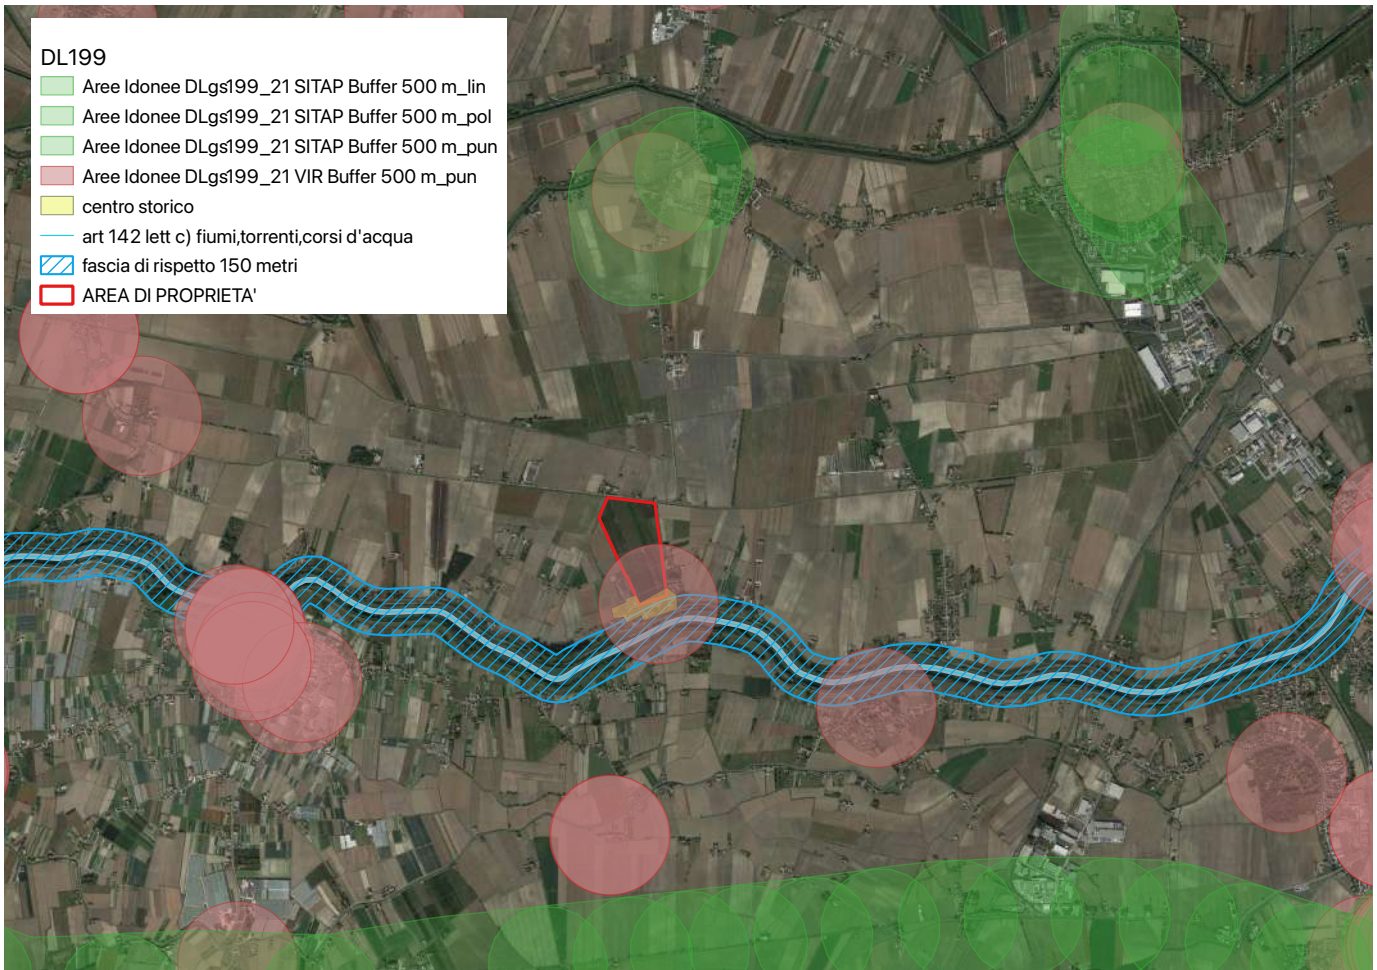 DL199
Aree Idonee DLgs199_21 SITAP Buffer 500 m_lin
Aree Idonee DLgs199_21 SITAP Buffer 500 m_pol
Aree Idonee DLgs199_21 SITAP Buffer 500 m_pun
Aree Idonee DLgs199_21 VIR Buffer 500 m_pun
centro storico
art 142 lett c) fiumi,torrenti,corsi d'acqua
fascia di rispetto 150 metri
AREA DI PROPRIETA'